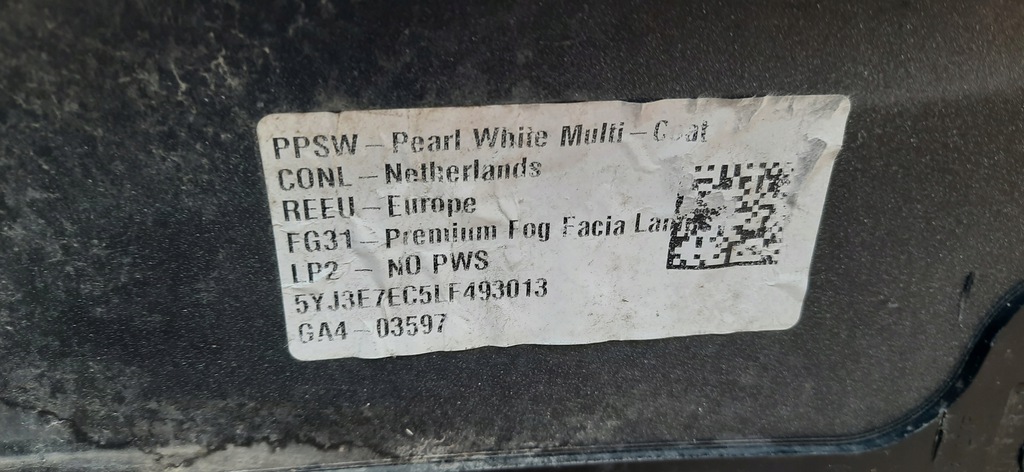 PPSW - Pearl White Multi-Coat
CONL - Netherlands
REEU - Europe
FG31 - Premium Fog Facia
LP2 - NO PWS
5YJ3E7EC5LF493013
GA4 - 03597